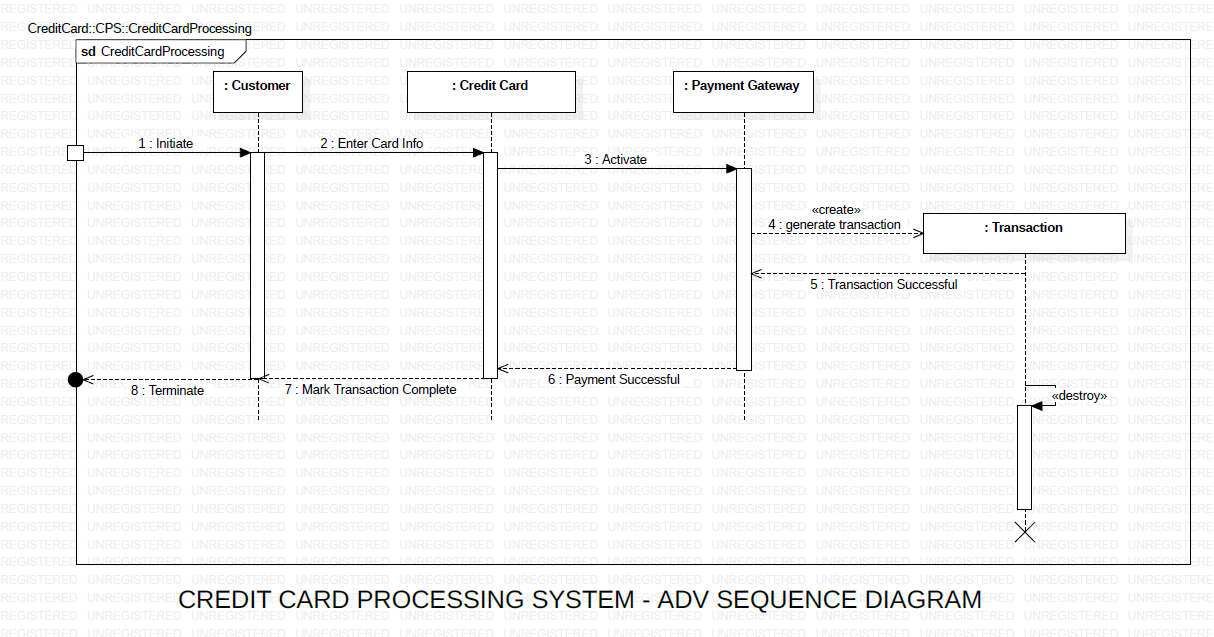 CreditCard::CPS::CreditCardProcessing
sd CreditCardProcessing
: Customer
: Credit Card
: Payment Gateway
1 : Initiate
2 : Enter Card Info
3 : Activate
«create»
4 : generate transaction
: Transaction
5 : Transaction Successful
6 : Payment Successful
7 : Mark Transaction Complete
8 : Terminate
«destroy»
CREDIT CARD PROCESSING SYSTEM - ADV SEQUENCE DIAGRAM
UNREGISTERED